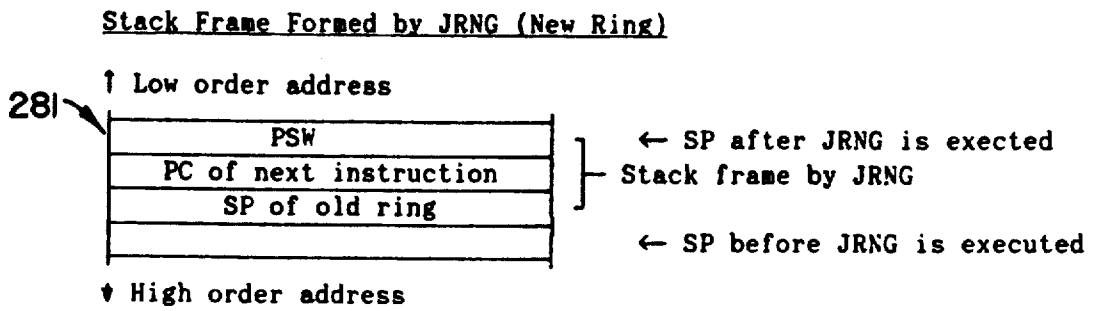 Stack Frame Formed by JRNG (New Ring)
↑ Low order address
281
PSW
← SP after JRNG is exected
PC of next instruction
Stack frame by JRNG
SP of old ring
← SP before JRNG is executed
↓ High order address